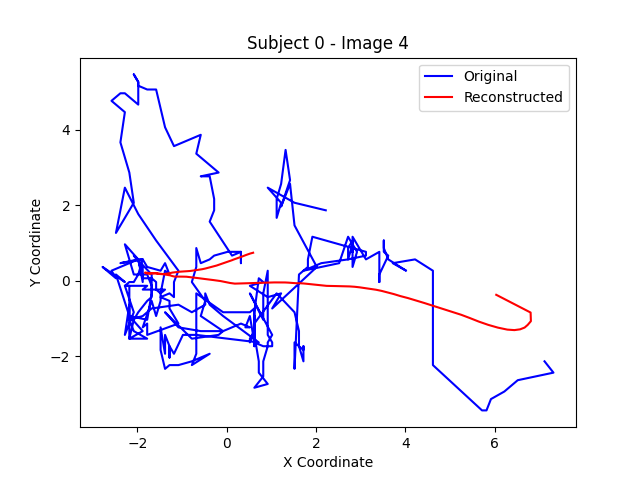 Subject 0 - Image 4
Original
Reconstructed
Y Coordinate
4
2
0
−2
−2
0
2
4
6
X Coordinate